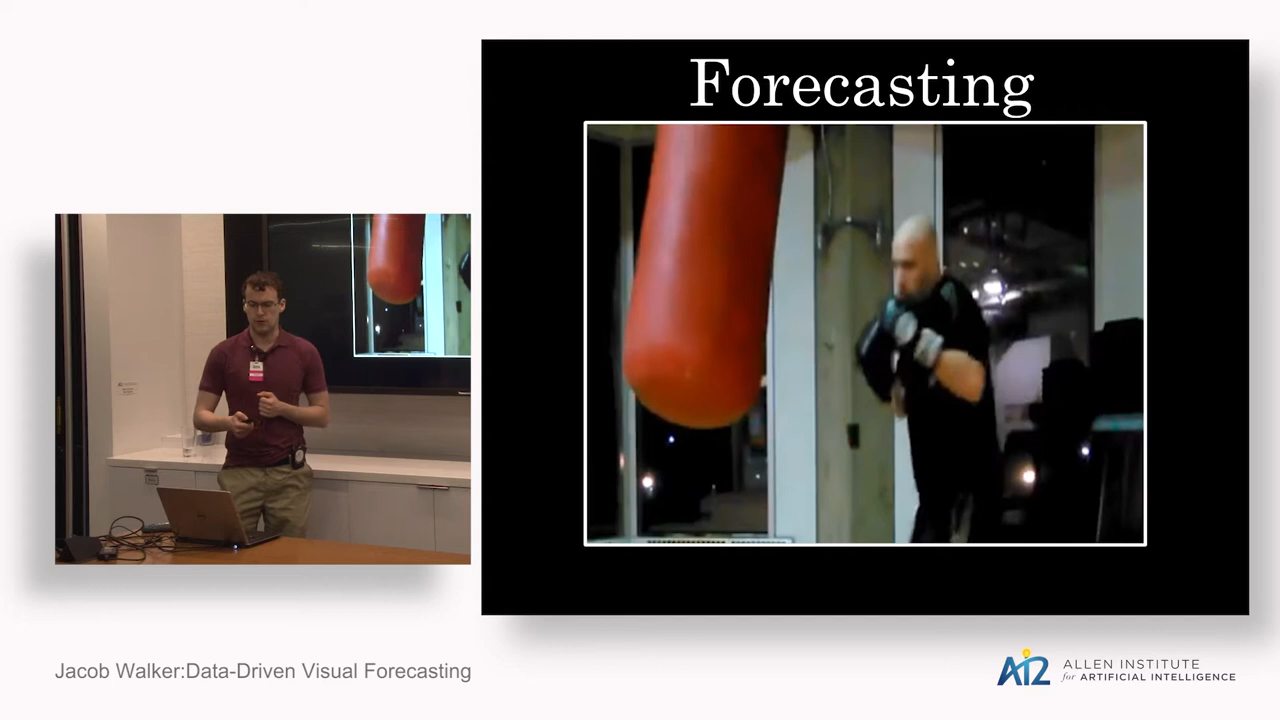 Forecasting
Jacob Walker:Data-Driven Visual Forecasting
AI2 ALLEN INSTITUTE
for ARTIFICIAL INTELLIGENCE